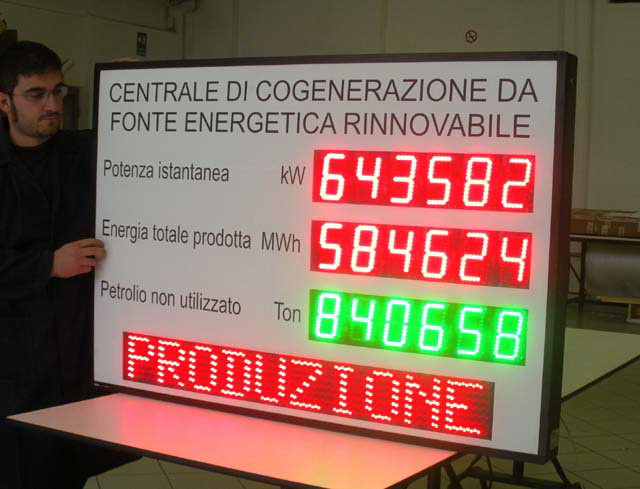 CENTRALE DI COGENERAZIONE DA
FONTE ENERGETICA RINNOVABILE
Potenza istantanea kW 643582
Energia totale prodotta MWh 584624
Petrolio non utilizzato Ton 840658
PRODUZIONE